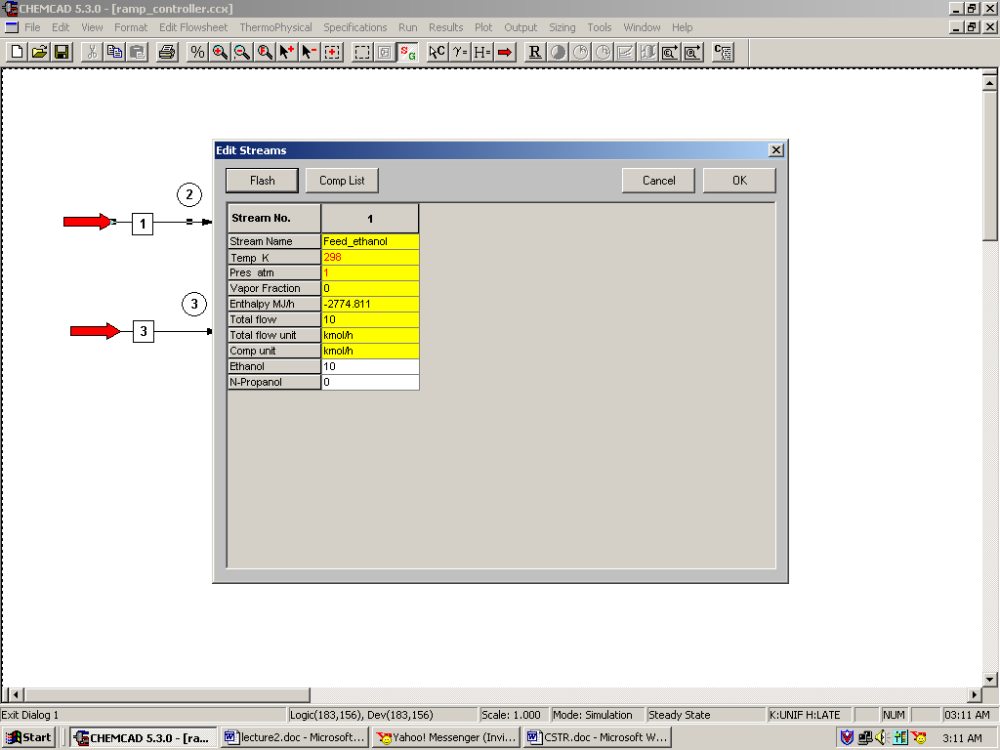 CHEMCAD 5.3.0 - [ramp_controller.ccx]
File Edit View Format Edit Flowsheet ThermoPhysical Specifications Run Results Plot Output Sizing Tools Window Help
% S G C γ= H= R C
Edit Streams
Flash Comp List Cancel OK
2
1
3
3
Stream No. 1
Stream Name Feed_ethanol
Temp K 298
Pres atm 1
Vapor Fraction 0
Enthalpy MJ/h -2774.811
Total flow 10
Total flow unit kmol/h
Comp unit kmol/h
Ethanol 10
N-Propanol 0
Exit Dialog 1 Logic(183,156), Dev(183,156) Scale: 1.000 Mode: Simulation Steady State K:UNIF H:LATE NUM 03:11 AM
Start CHEMCAD 5.3.0 - [ra... lecture2.doc - Microsoft... Yahoo! Messenger (Invi... CSTR.doc - Microsoft W... 3:11 AM